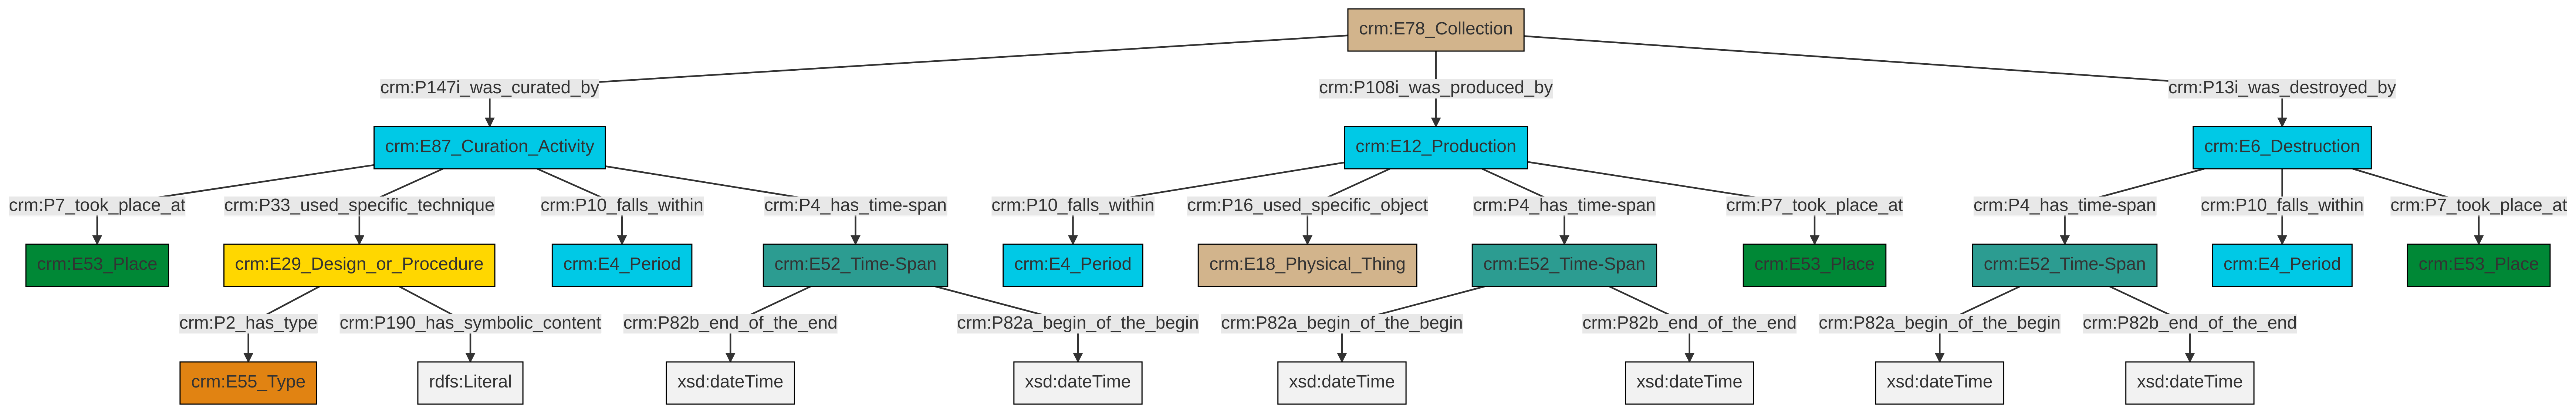 crm:E78_Collection
crm:P147i_was_curated_by
crm:P108i_was_produced_by
crm:P13i_was_destroyed_by
crm:E87_Curation_Activity
crm:E12_Production
crm:E6_Destruction
crm:P7_took_place_at
crm:P33_used_specific_technique
crm:P10_falls_within
crm:P4_has_time-span
crm:P10_falls_within
crm:P16_used_specific_object
crm:P4_has_time-span
crm:P7_took_place_at
crm:P4_has_time-span
crm:P10_falls_within
crm:P7_took_place_at
crm:E53_Place
crm:E29_Design_or_Procedure
crm:E4_Period
crm:E52_Time-Span
crm:E4_Period
crm:E18_Physical_Thing
crm:E52_Time-Span
crm:E53_Place
crm:E52_Time-Span
crm:E4_Period
crm:E53_Place
crm:P2_has_type
crm:P190_has_symbolic_content
crm:P82b_end_of_the_end
crm:P82a_begin_of_the_begin
crm:P82a_begin_of_the_begin
crm:P82b_end_of_the_end
crm:P82a_begin_of_the_begin
crm:P82b_end_of_the_end
crm:E55_Type
rdfs:Literal
xsd:dateTime
xsd:dateTime
xsd:dateTime
xsd:dateTime
xsd:dateTime
xsd:dateTime